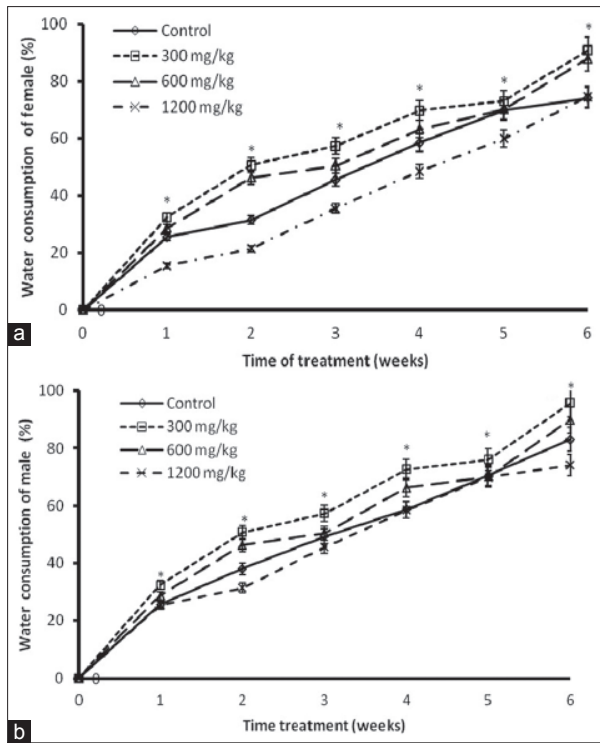 100
80
60
40
20
0
Water consumption of female (%)
Control
300 mg/kg
600 mg/kg
1200 mg/kg
* * * * * *
0 0 1 2 3 4 5 6
Time of treatment (weeks)
a
100
80
60
40
20
0
Water consumption of male (%)
Control
300 mg/kg
600 mg/kg
1200 mg/kg
* * * * * *
0 0 1 2 3 4 5 6
Time treatment (weeks)
b